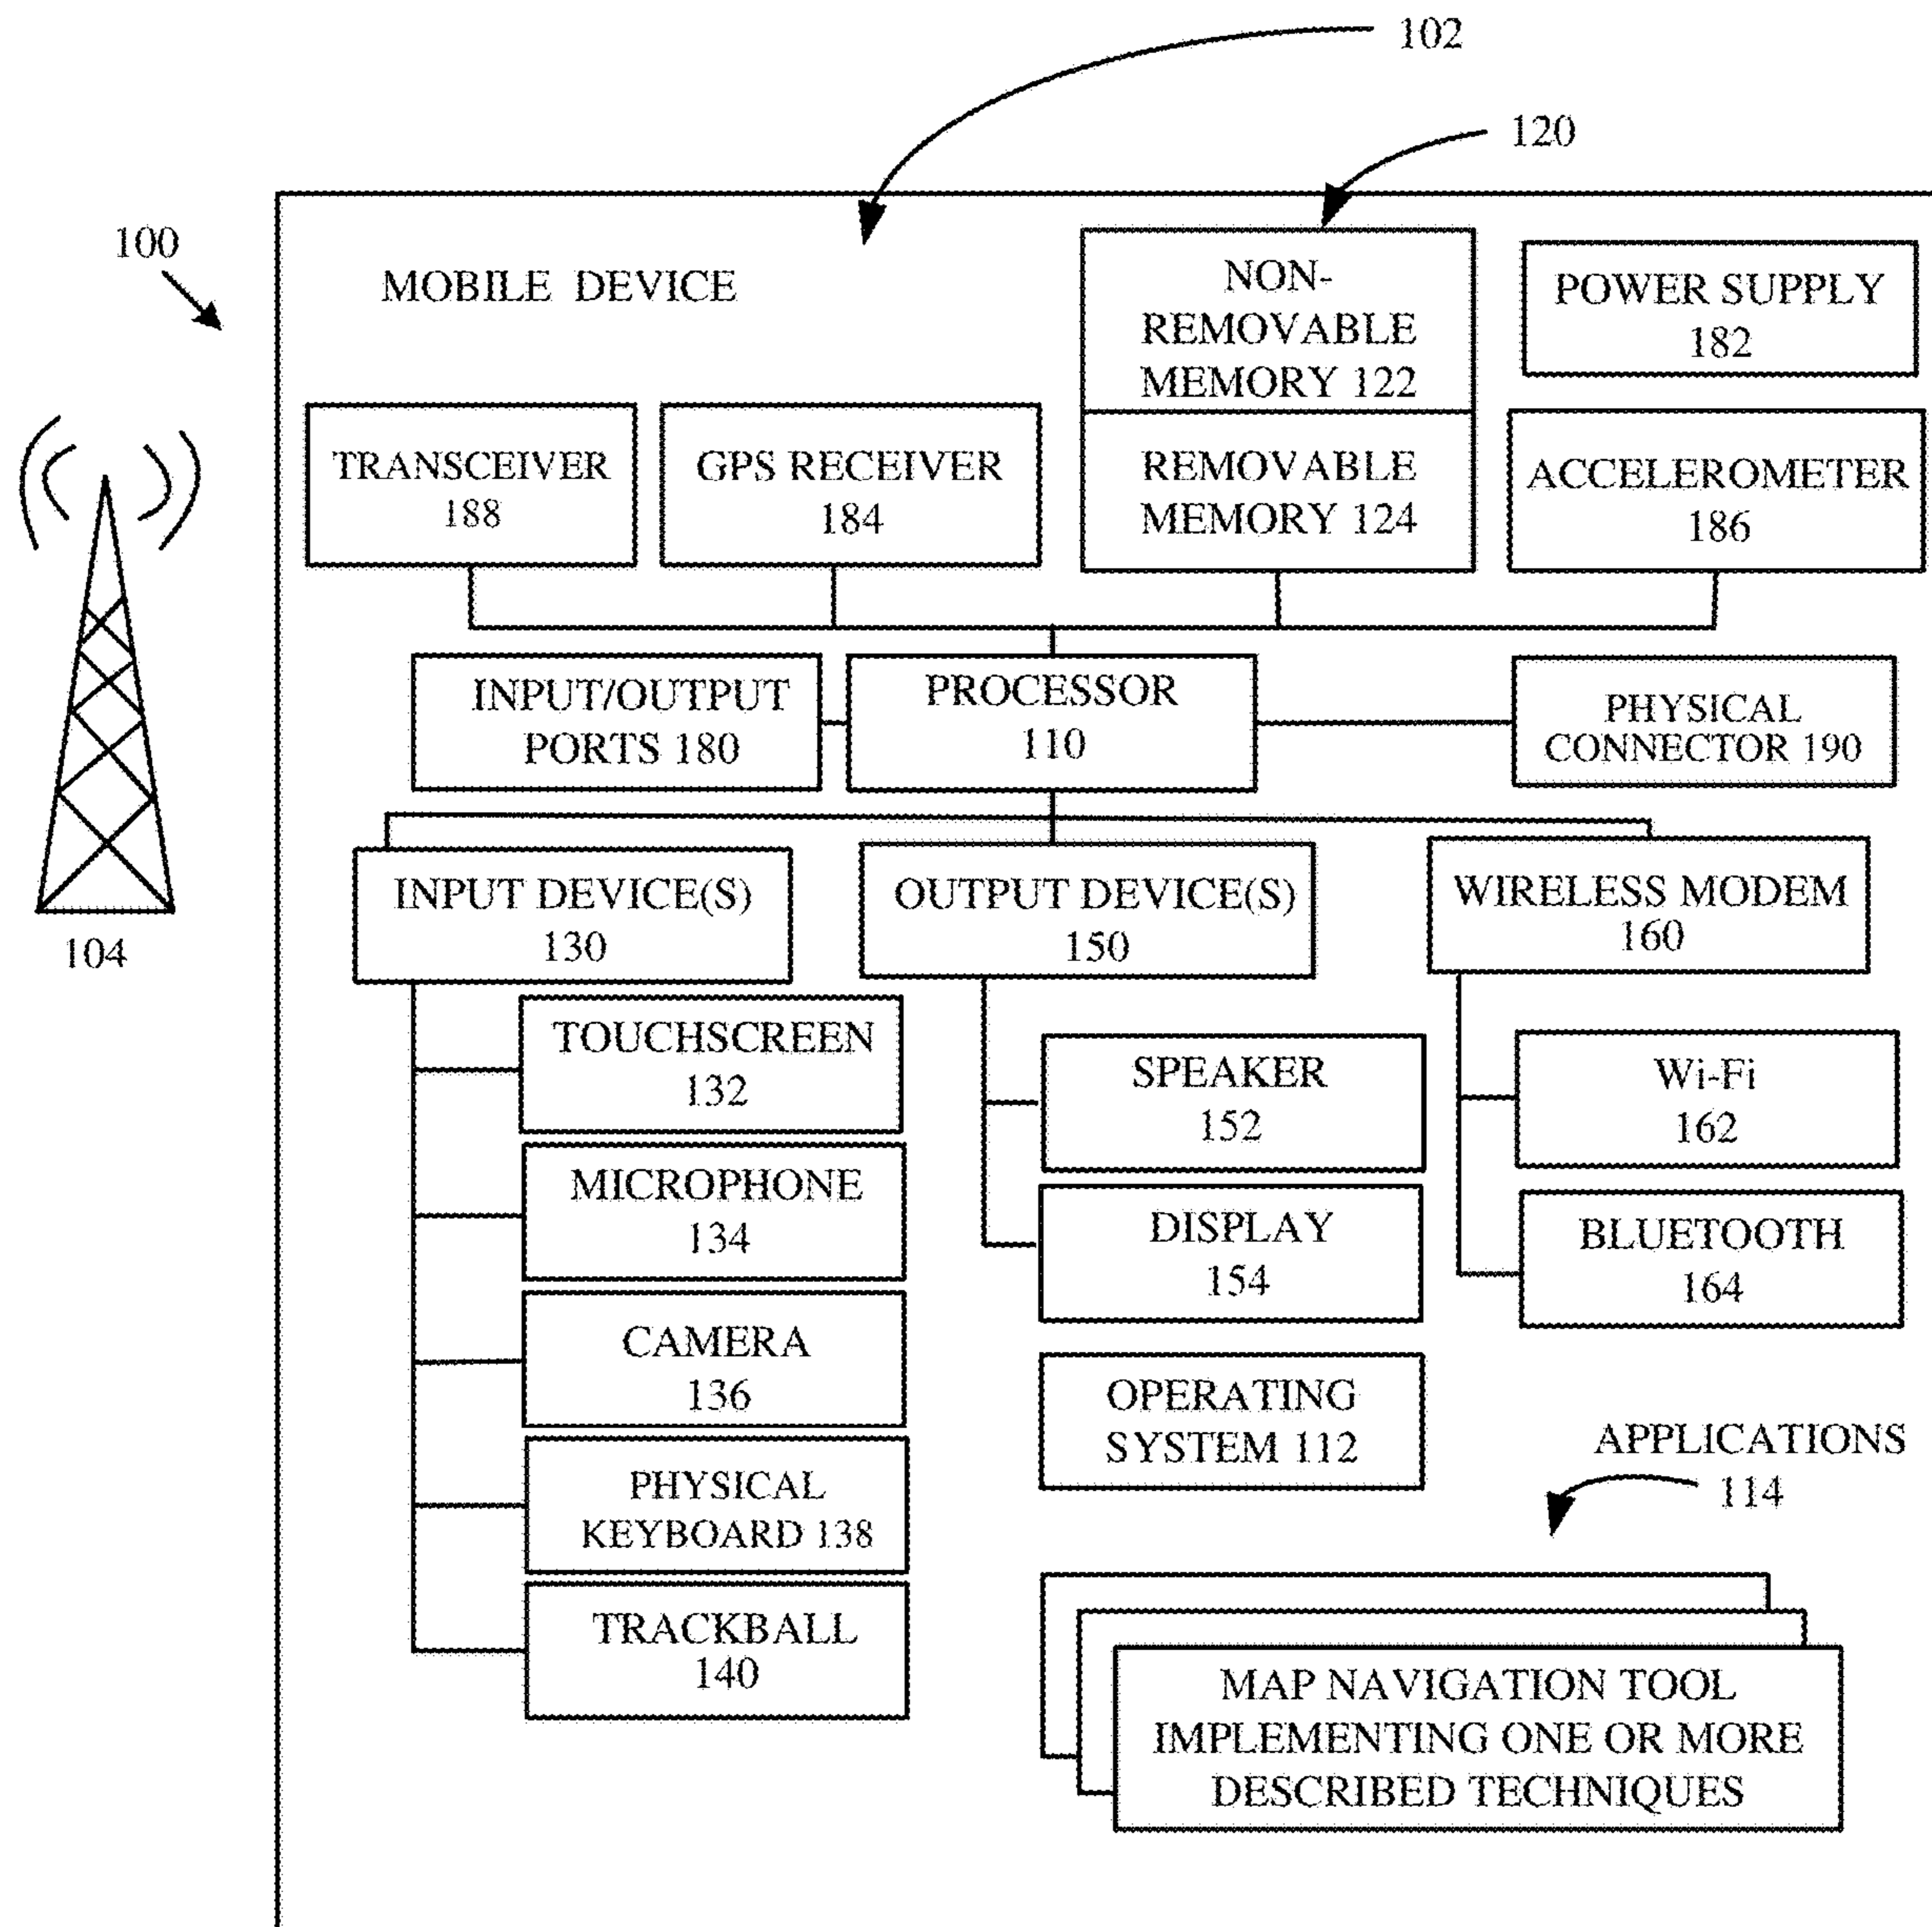 102
120
100
MOBILE DEVICE
NON-
REMOVABLE
MEMORY 122
POWER SUPPLY
182
TRANSCEIVER
188
GPS RECEIVER
184
REMOVABLE
MEMORY 124
ACCELEROMETER
186
INPUT/OUTPUT
PORTS 180
PROCESSOR
110
PHYSICAL
CONNECTOR 190
104
INPUT DEVICE(S)
130
OUTPUT DEVICE(S)
150
WIRELESS MODEM
160
TOUCHSCREEN
132
MICROPHONE
134
CAMERA
136
PHYSICAL
KEYBOARD 138
TRACKBALL
140
SPEAKER
152
DISPLAY
154
Wi-Fi
162
BLUETOOTH
164
OPERATING
SYSTEM 112
APPLICATIONS
114
MAP NAVIGATION TOOL
IMPLEMENTING ONE OR MORE
DESCRIBED TECHNIQUES